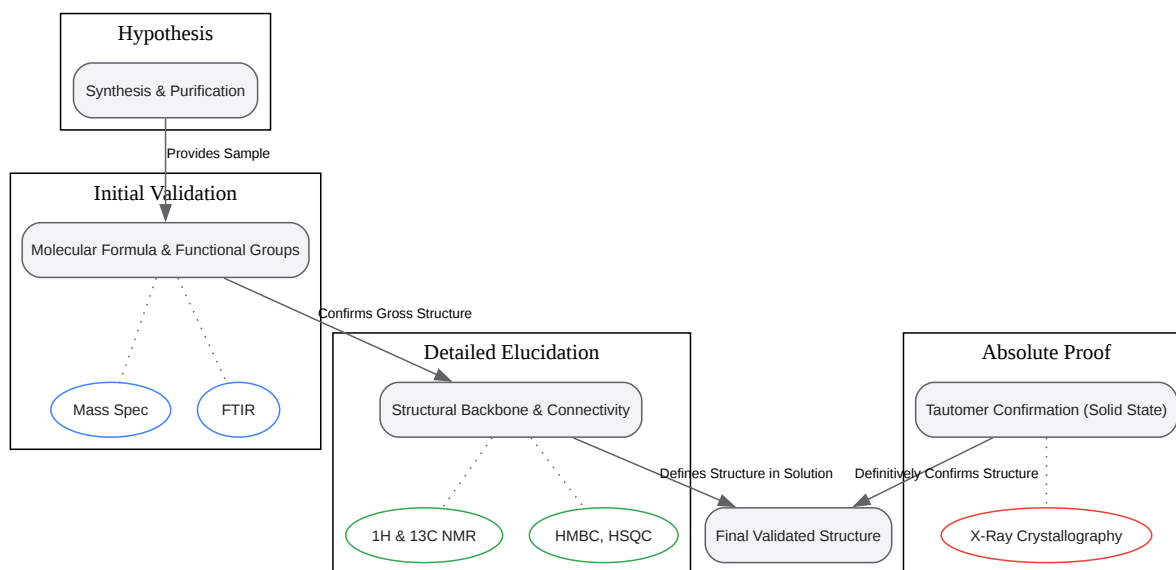 Hypothesis
Synthesis & Purification
Provides Sample
Initial Validation
Molecular Formula & Functional Groups
Confirms Gross Structure
Mass Spec
FTIR
Detailed Elucidation
Structural Backbone & Connectivity
Defines Structure in Solution
1H & 13C NMR
HMBC, HSQC
Final Validated Structure
Absolute Proof
Tautomer Confirmation (Solid State)
Definitively Confirms Structure
X-Ray Crystallography